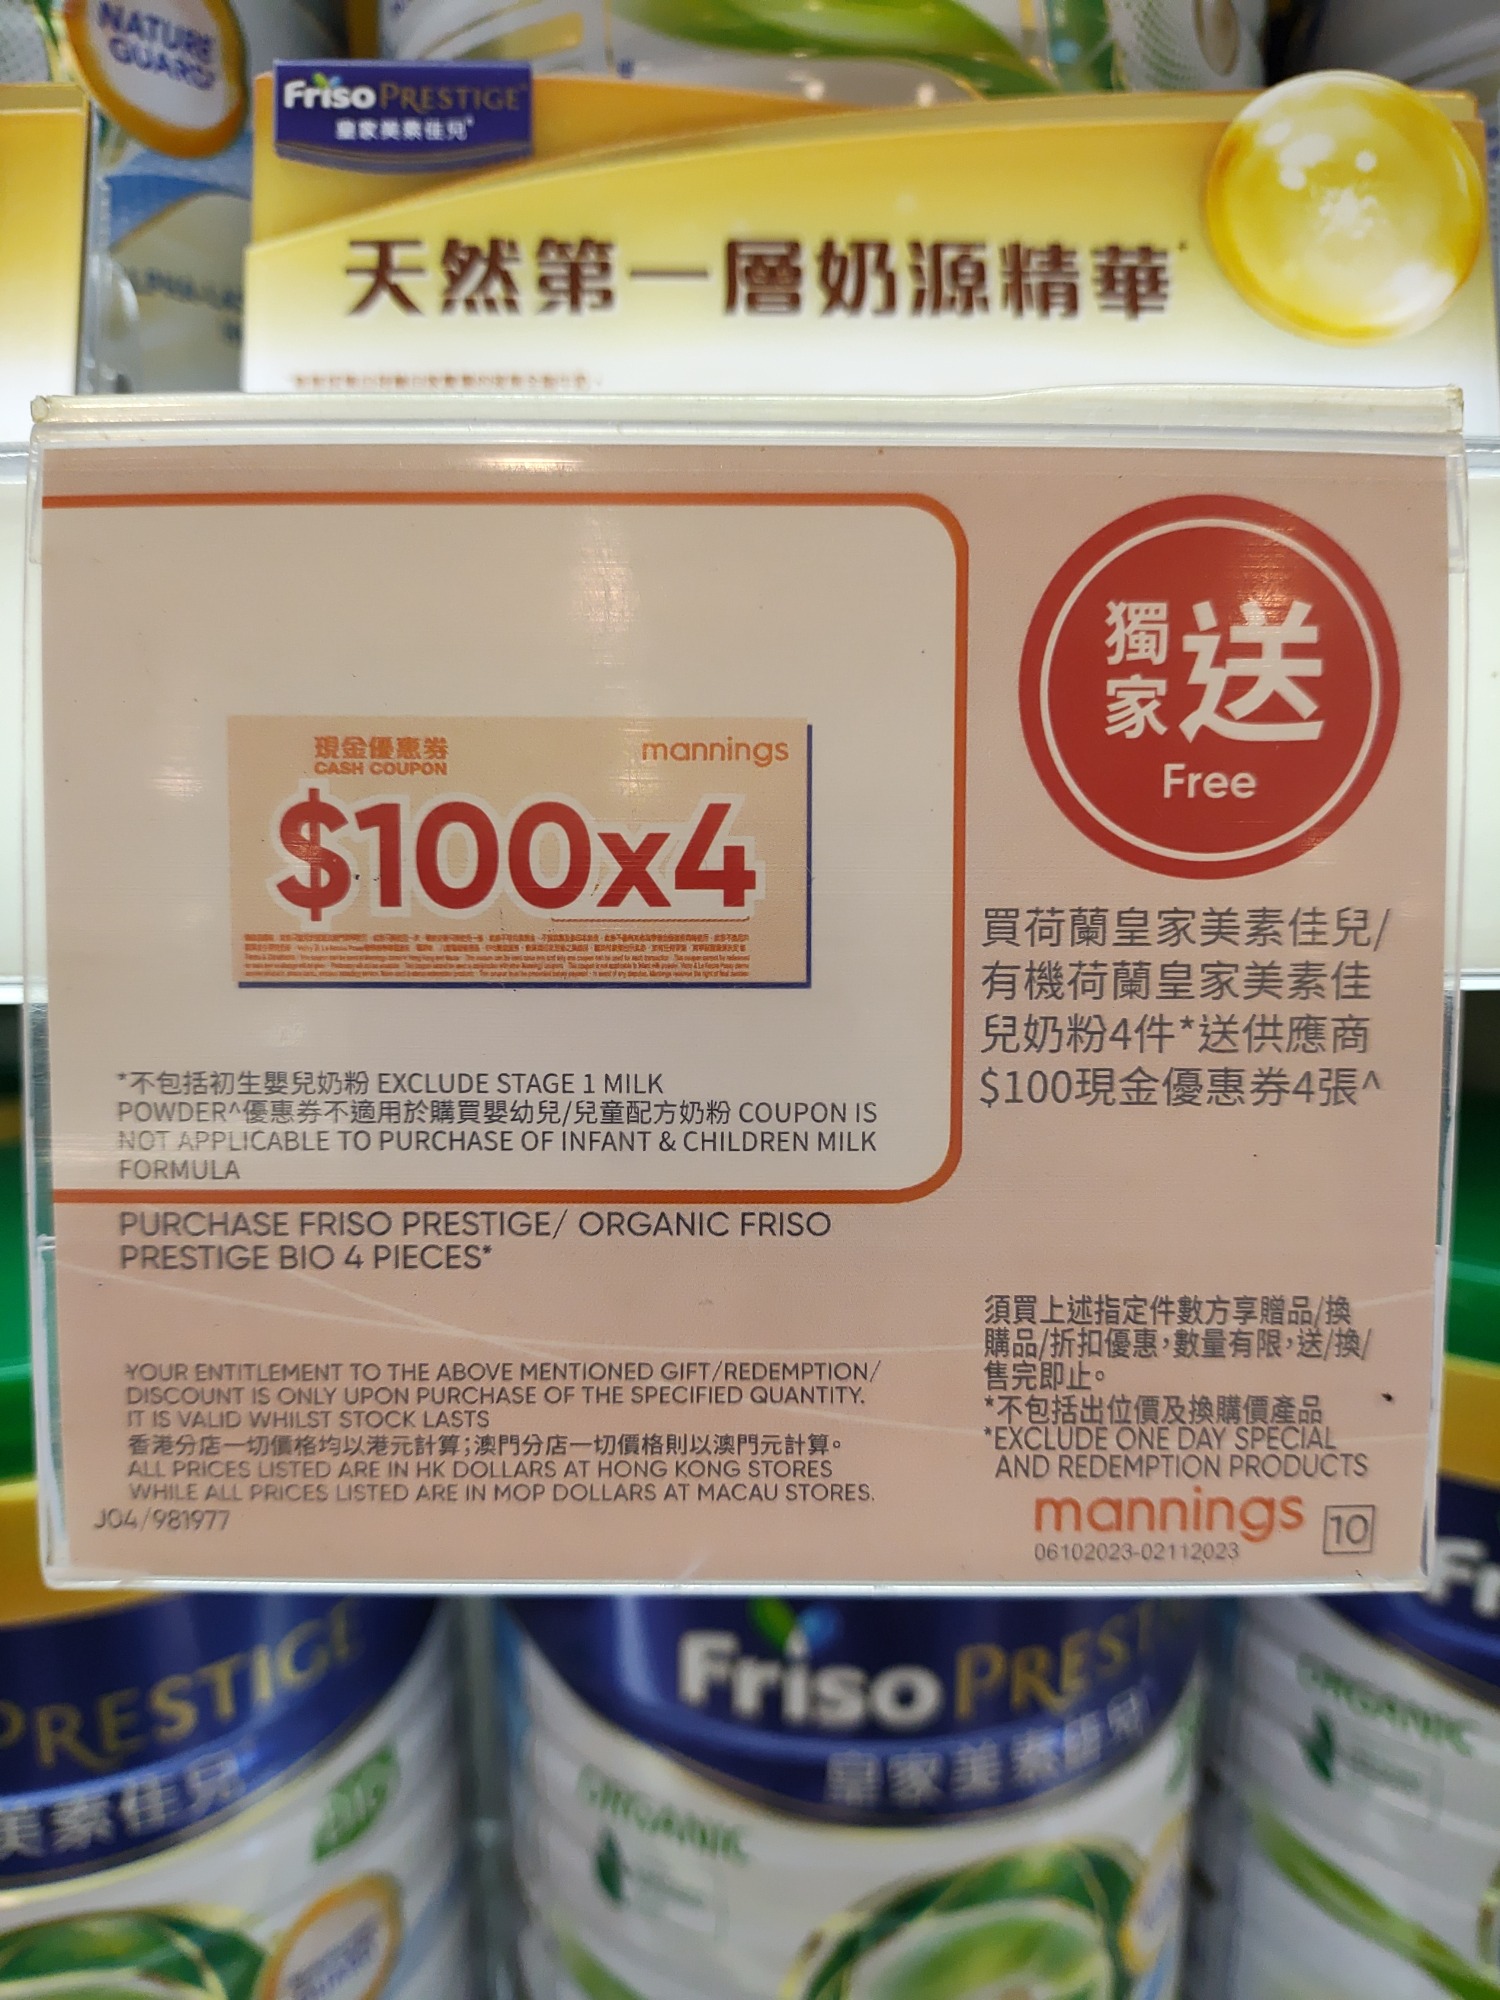 NATURE
GUARD
Friso PRESTIGE
皇家美素佳兒
天然第一層奶源精華
獨家送
Free
現金優惠券
mannings
CASH COUPON
$100x4
買荷蘭皇家美素佳兒/
有機荷蘭皇家美素佳
兒奶粉4件*送供應商
$100現金優惠券4張^
*不包括初生嬰兒奶粉 EXCLUDE STAGE 1 MILK
POWDER^優惠券不適用於購買嬰幼兒/兒童配方奶粉 COUPON IS
NOT APPLICABLE TO PURCHASE OF INFANT & CHILDREN MILK
FORMULA
PURCHASE FRISO PRESTIGE/ ORGANIC FRISO
PRESTIGE BIO 4 PIECES*
須買上述指定件數方享贈品/換
購品/折扣優惠,數量有限,送/換/
售完即止。
*不包括出位價及換購價產品
*EXCLUDE ONE DAY SPECIAL
AND REDEMPTION PRODUCTS
YOUR ENTITLEMENT TO THE ABOVE MENTIONED GIFT/REDEMPTION/
DISCOUNT IS ONLY UPON PURCHASE OF THE SPECIFIED QUANTITY.
IT IS VALID WHILST STOCK LASTS
香港分店一切價格均以港元計算;澳門分店一切價格則以澳門元計算。
ALL PRICES LISTED ARE IN HK DOLLARS AT HONG KONG STORES
WHILE ALL PRICES LISTED ARE IN MOP DOLLARS AT MACAU STORES.
J04/981977
mannings 10
06102023-02112023
PRESTIGE
美素佳兒
Friso PREST
皇家美素佳兒
ORGANIC
Fr
ORGANIC